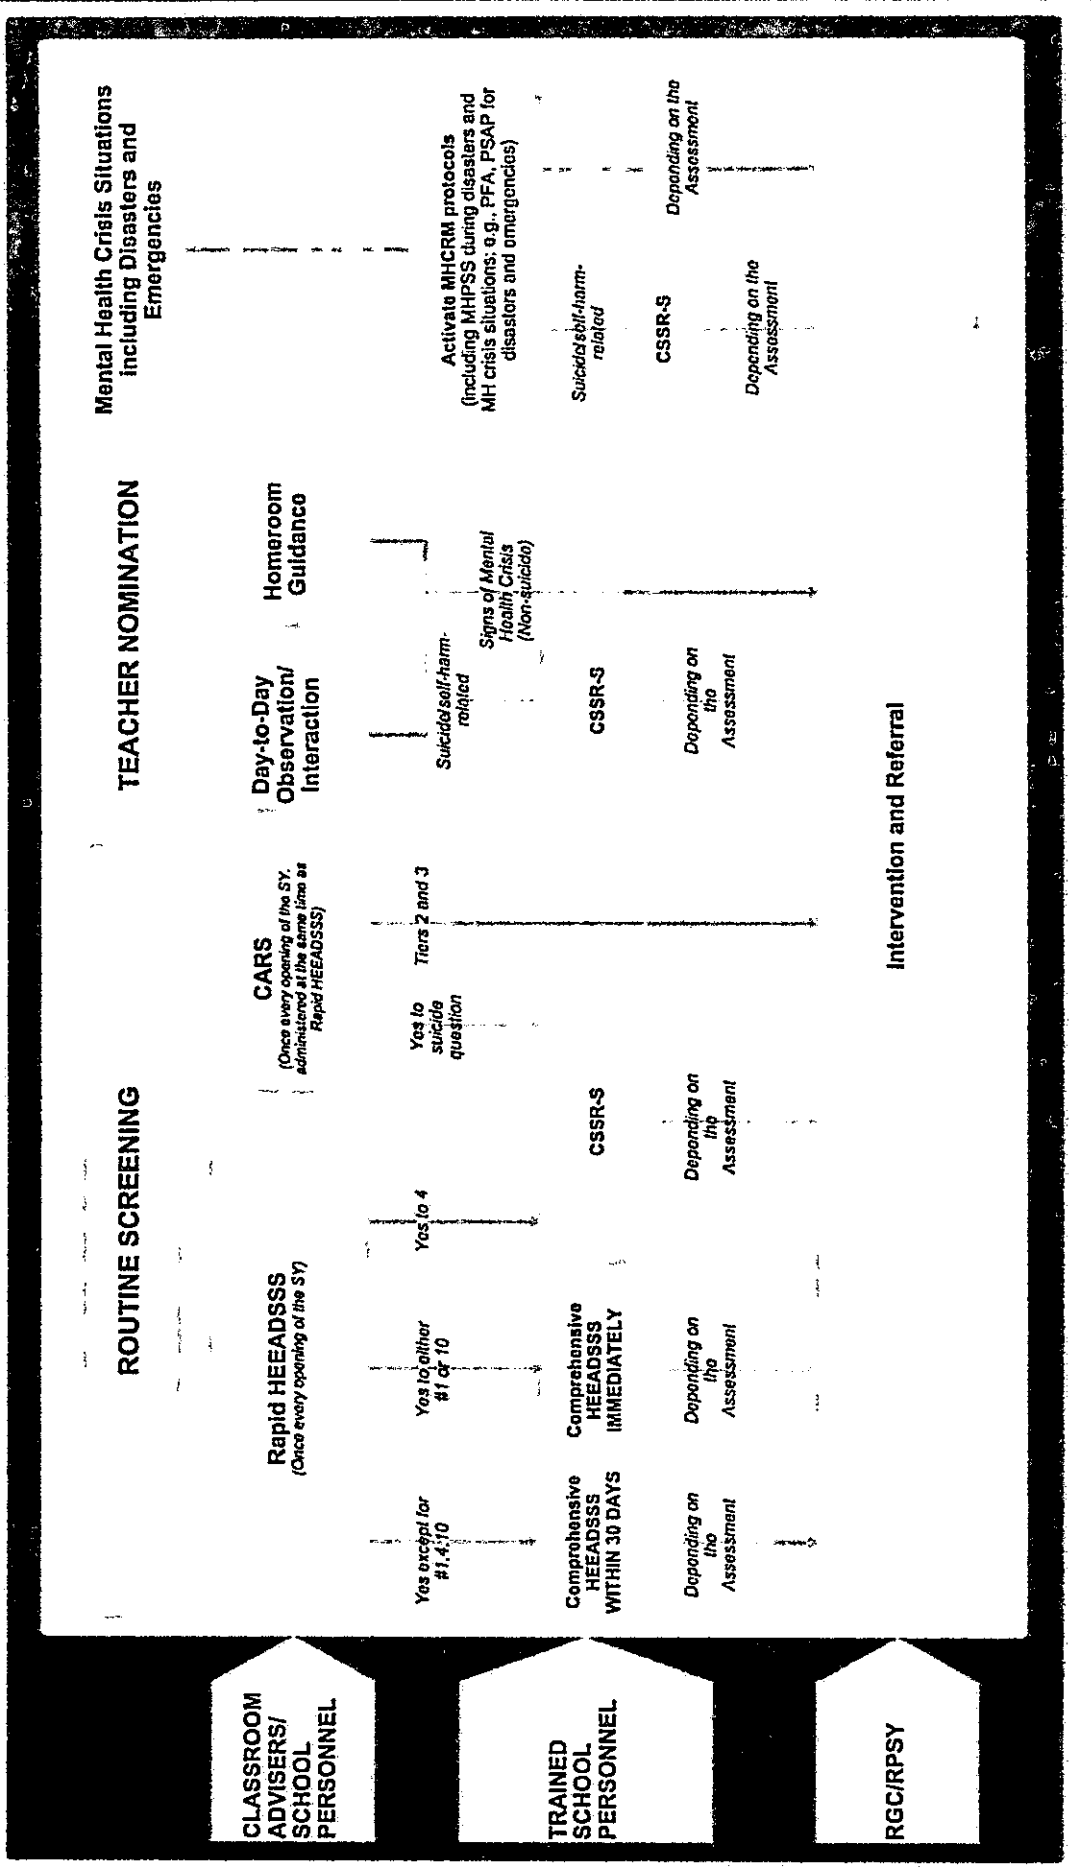 ROUTINE SCREENING
TEACHER NOMINATION
Mental Health Crisis Situations
including Disasters and
Emergencies
CLASSROOM
ADVISERS/
SCHOOL
PERSONNEL
Rapid HEEADSSS
(Once every opening of the SY)
CARS
(Once every opening of the SY.
administered at the same time as
Rapid HEEADSSS)
Day-to-Day
Observation/
Interaction
Homeroom
Guidance
Yes except for
#1,4,10
Yes to either
#1 or 10
Yes to 4
Yes to
suicide
question
Tiers 2 and 3
Suicide/self-harm-
related
Signs of Mental
Health Crisis
(Non-suicide)
Activate MHCRM protocols
(including MHPSS during disasters and
MH crisis situations; e.g., PFA, PSAP for
disasters and emergencies)
TRAINED
SCHOOL
PERSONNEL
Comprehensive
HEEADSSS
WITHIN 30 DAYS
Comprehensive
HEEADSSS
IMMEDIATELY
CSSR-S
CSSR-S
Suicide/self-harm-
related
CSSR-S
Depending on
the
Assessment
Depending on
the
Assessment
Depending on
the
Assessment
Depending on
the
Assessment
Depending on the
Assessment
Depending on the
Assessment
RGC/RPSY
Intervention and Referral